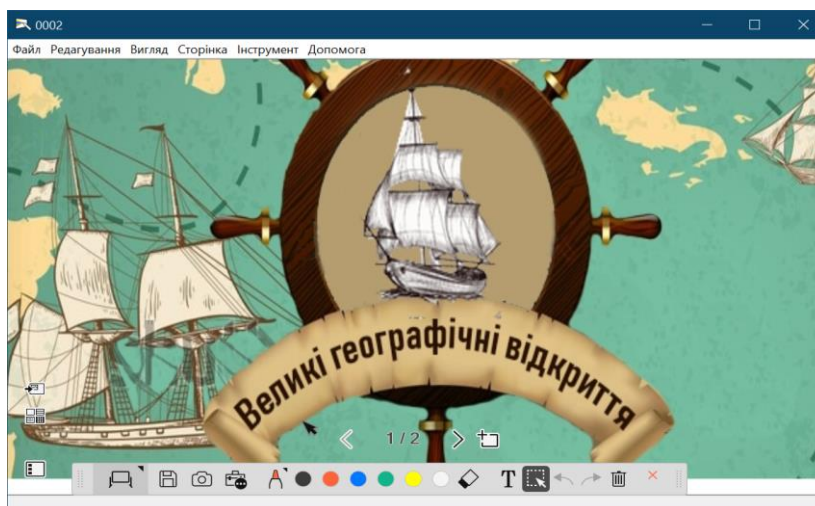 0002
Файл Редагування Вигляд Сторінка Інструмент Допомога
Великі географічні відкриття
1 / 2
T